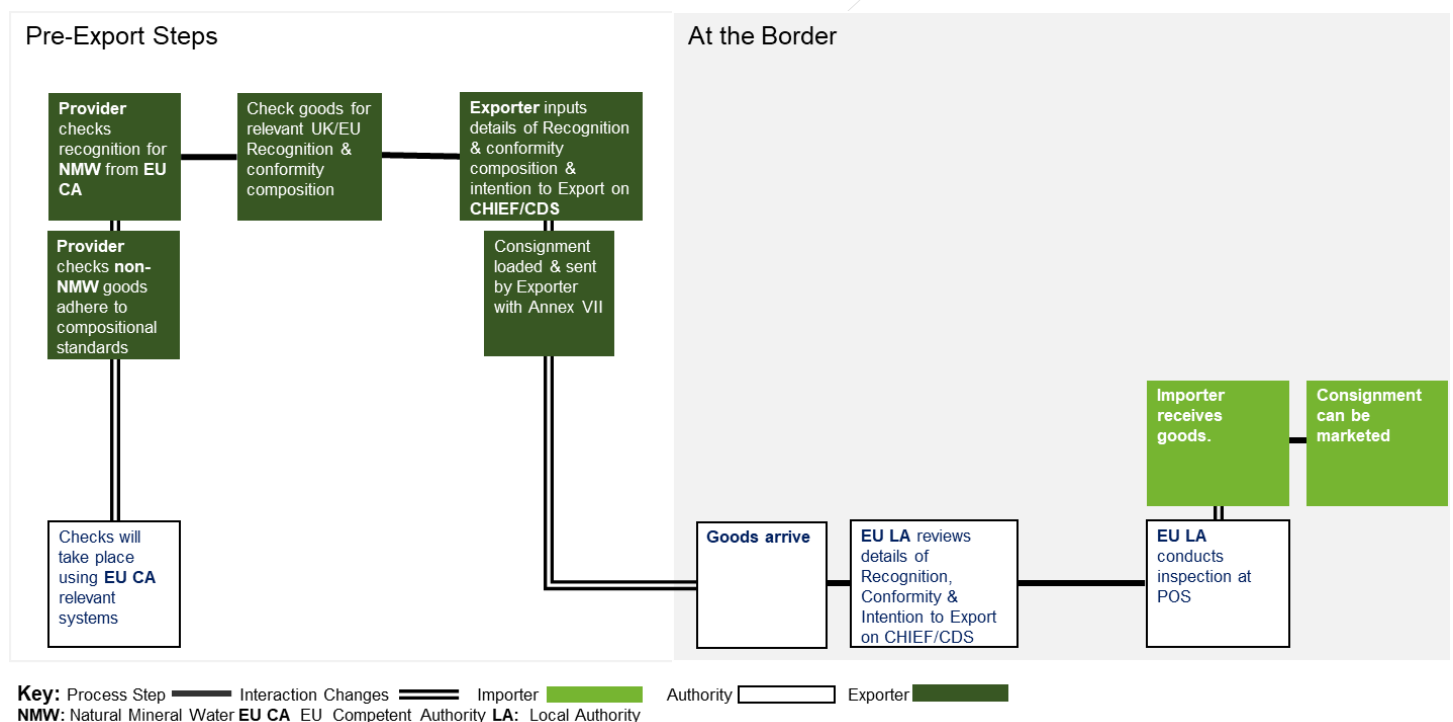 Pre-Export Steps
At the Border
Provider
checks
recognition for
NMW from EU
CA
Check goods for
relevant UK/EU
Recognition &
conformity
composition
Exporter inputs
details of Recognition
& conformity
composition &
intention to Export on
CHIEF/CDS
Provider
checks non-
NMW goods
adhere to
compositional
standards
Consignment
loaded & sent
by Exporter
with Annex VII
Importer
receives
goods.
Consignment
can be
marketed
Checks will
take place
using EU CA
relevant
systems
Goods arrive
EU LA reviews
details of
Recognition,
Conformity &
Intention to Export
on CHIEF/CDS
EU LA
conducts
inspection at
POS
Key: Process Step Interaction Changes Importer Authority Exporter
NMW: Natural Mineral Water EU CA EU Competent Authority LA: Local Authority